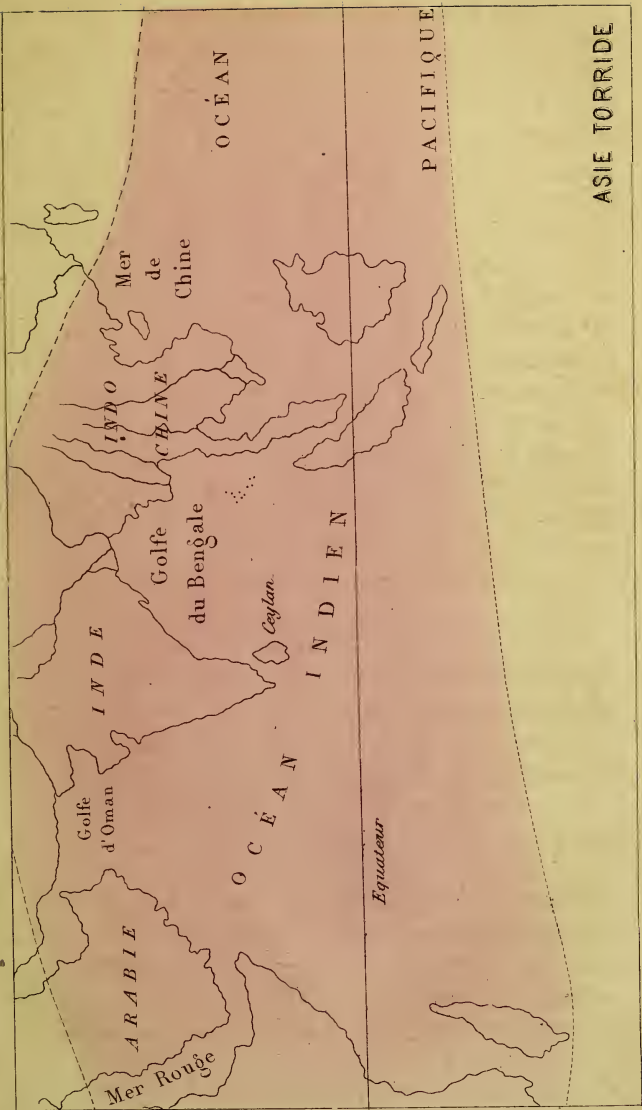 ASIE TORRIDE
Mer Rouge
ARABIE
Golfe
d'Oman
INDE
Golfe
du Bengale
Ceylan
INDO
CHINE
Mer
de
Chine
OCÉAN
PACIFIQUE
OCÉAN INDIEN
Equateur